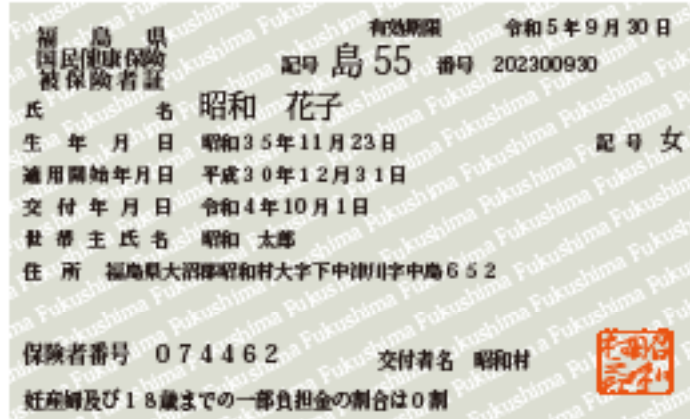 有効期限 令和5年9月30日
福島県
国民健康保険
被保険者証
記号 島 55 番号 202300930
氏名 昭和 花子
生年月日 昭和35年11月23日 記号 女
適用開始年月日 平成30年12月31日
交付年月日 令和4年10月1日
世帯主氏名 昭和 太郎
住所 福島県大沼郡昭和村大字下中津川字中島652
保険者番号 074462 交付者名 昭和村
妊産婦及び18歳までの一部負担金の割合は0割
Fukushima